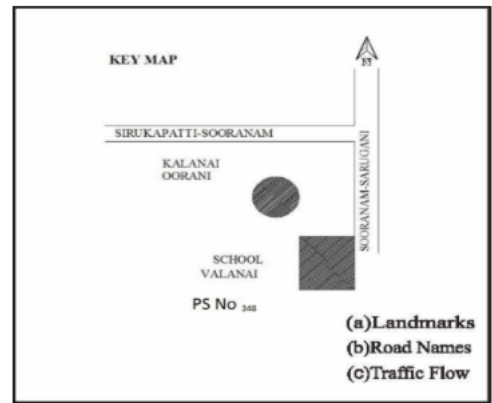 N
KEY MAP
SIRUKAPATTI-SOORANAM
KALANAI
OORANI
SOORANAM-SARUGANI
SCHOOL
VALANAI
PS No 348
(a)Landmarks
(b)Road Names
(c)Traffic Flow